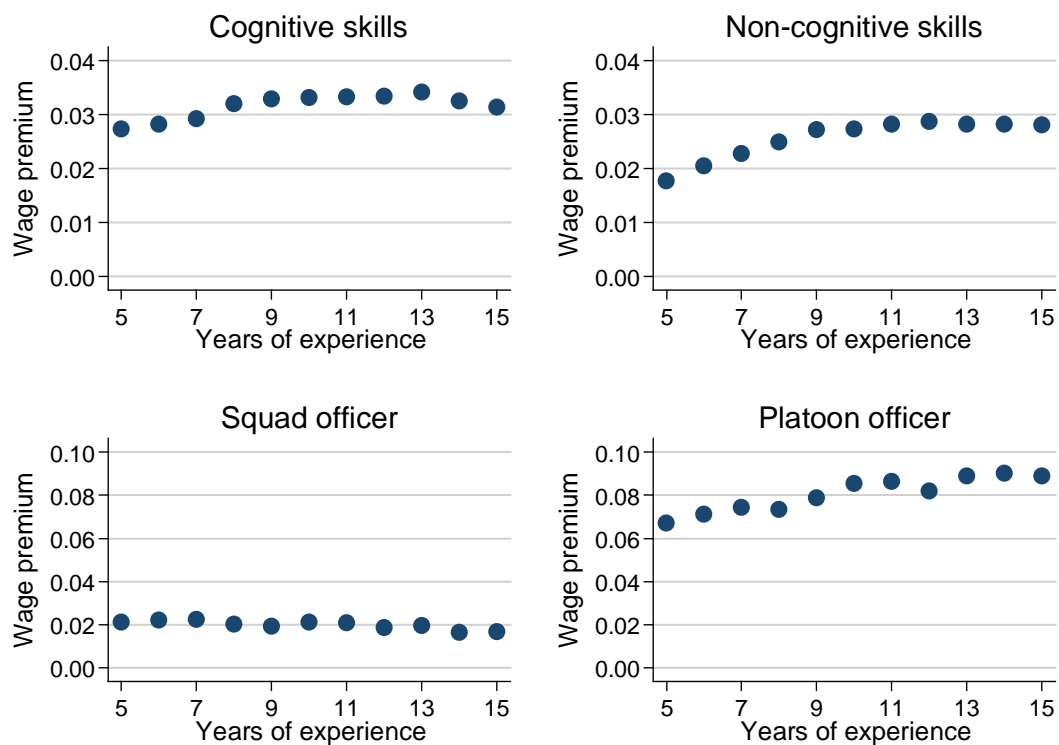 Cognitive skills
Wage premium
0.04
0.03
0.02
0.01
0.00
5 7 9 11 13 15
Years of experience
Non-cognitive skills
Wage premium
0.04
0.03
0.02
0.01
0.00
5 7 9 11 13 15
Years of experience
Squad officer
Wage premium
0.10
0.08
0.06
0.04
0.02
0.00
5 7 9 11 13 15
Years of experience
Platoon officer
Wage premium
0.10
0.08
0.06
0.04
0.02
0.00
5 7 9 11 13 15
Years of experience